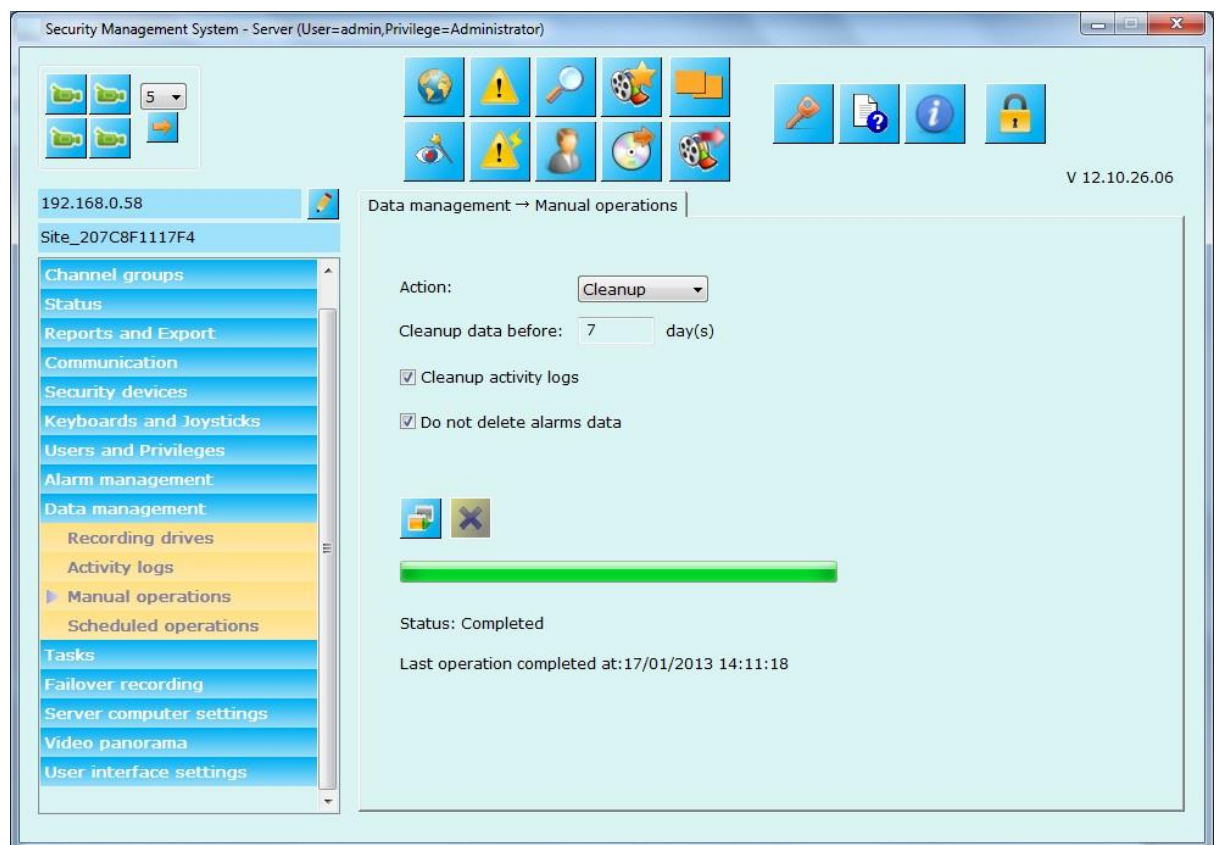 Security Management System - Server (User=admin,Privilege=Administrator)
5
V 12.10.26.06
192.168.0.58
Site_207C8F1117F4
Channel groups
Status
Reports and Export
Communication
Security devices
Keyboards and Joysticks
Users and Privileges
Alarm management
Data management
Recording drives
Activity logs
Manual operations
Scheduled operations
Tasks
Failover recording
Server computer settings
Video panorama
User interface settings
Data management → Manual operations
Action: Cleanup
Cleanup data before: 7 day(s)
Cleanup activity logs
Do not delete alarms data
Status: Completed
Last operation completed at:17/01/2013 14:11:18